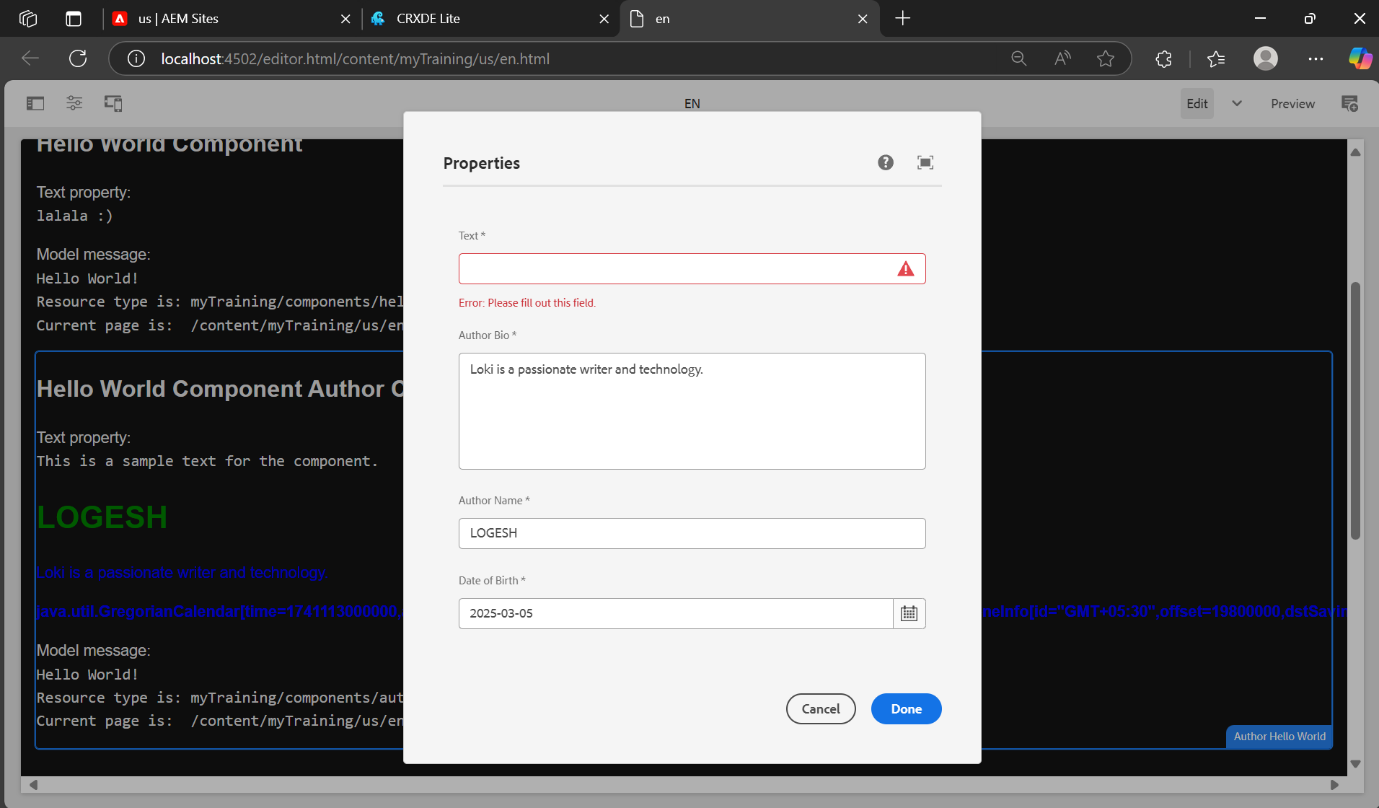 us | AEM Sites
CRXDE Lite
en
localhost:4502/editor.html/content/myTraining/us/en.html
EN
Edit
Preview
Hello World Component
Text property:
lalala :)
Model message:
Hello World!
Resource type is: myTraining/components/hel
Current page is:  /content/myTraining/us/en
Hello World Component Author C
Text property:
This is a sample text for the component.
LOGESH
Loki is a passionate writer and technology.
java.util.GregorianCalendar[time=1741113000000,
neInfo[id="GMT+05:30",offset=19800000,dstSavin
Model message:
Hello World!
Resource type is: myTraining/components/aut
Current page is:  /content/myTraining/us/en
Author Hello World
Properties
Text *
Error: Please fill out this field.
Author Bio *
Loki is a passionate writer and technology.
Author Name *
LOGESH
Date of Birth *
2025-03-05
Cancel
Done